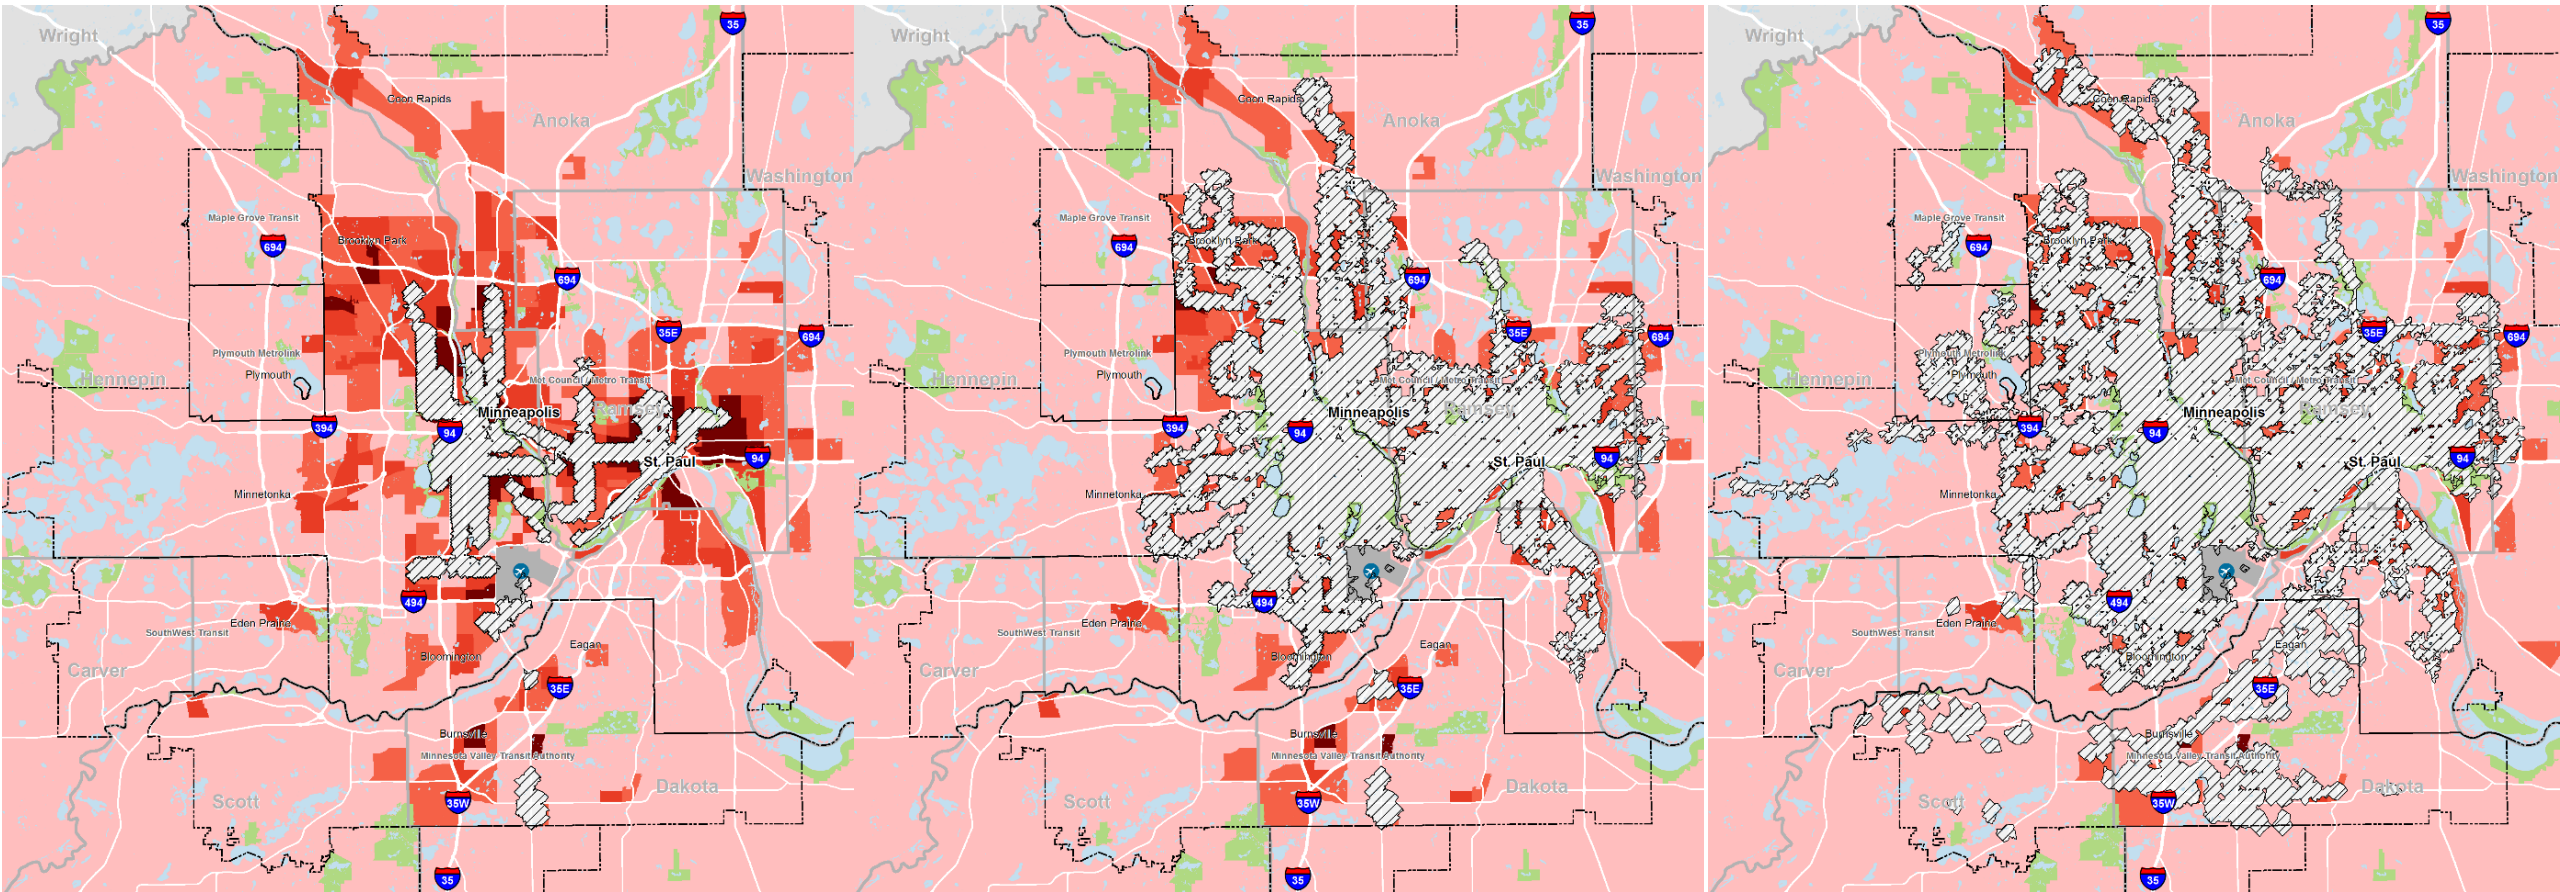 35
Wright
Coon Rapids
Anoka
Washington
Maple Grove Transit
Brooklyn Park
694
694
35E
694
Plymouth Metrolink
Plymouth
Hennepin
Met Council / Metro Transit
Minneapolis
Ramsey
394
94
St. Paul
94
Minnetonka
494
Eden Prairie
SouthWest Transit
Bloomington
Eagan
Carver
35E
Burnsville
Minnesota Valley Transit Authority
Scott
35W
Dakota
35
35
Wright
Coon Rapids
Anoka
Washington
Maple Grove Transit
Brooklyn Park
694
694
35E
694
Plymouth Metrolink
Plymouth
Hennepin
Met Council / Metro Transit
Minneapolis
Ramsey
394
94
St. Paul
94
Minnetonka
494
Eden Prairie
SouthWest Transit
Bloomington
Eagan
Carver
35E
Burnsville
Minnesota Valley Transit Authority
Scott
35W
Dakota
35
35
Wright
Coon Rapids
Anoka
Washington
Maple Grove Transit
Brooklyn Park
694
694
35E
694
Plymouth Metrolink
Plymouth
Hennepin
Met Council / Metro Transit
Minneapolis
Ramsey
394
94
St. Paul
94
Minnetonka
494
Eden Prairie
SouthWest Transit
Bloomington
Eagan
Carver
35E
Burnsville
Minnesota Valley Transit Authority
Scott
35W
Dakota
35